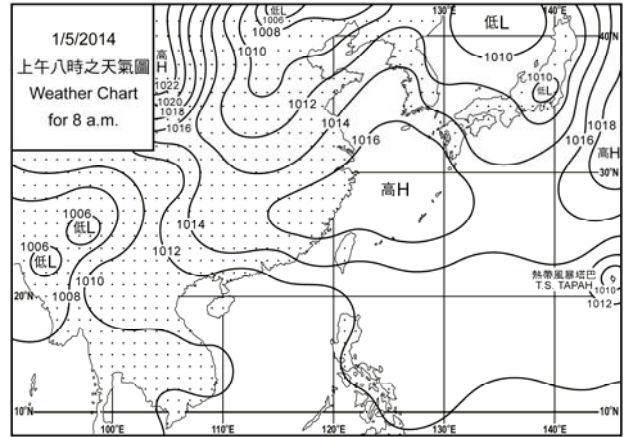 1/5/2014
上午八時之天氣圖
Weather Chart
for 8 a.m.
高
H
1022
1020
1018
1016
低L
1006
1008
1010
1012
1014
1016
130°E
低L
1010
140°E
40°N
1010
低L
1018
1016
高H
30°N
高H
1006
低L
1006
低L
1008
1010
1012
1014
熱帶風暴塔巴
T.S. TAPAH
1010
1012
20°N
10°N
100°E
110°E
120°E
130°E
140°E
10°N